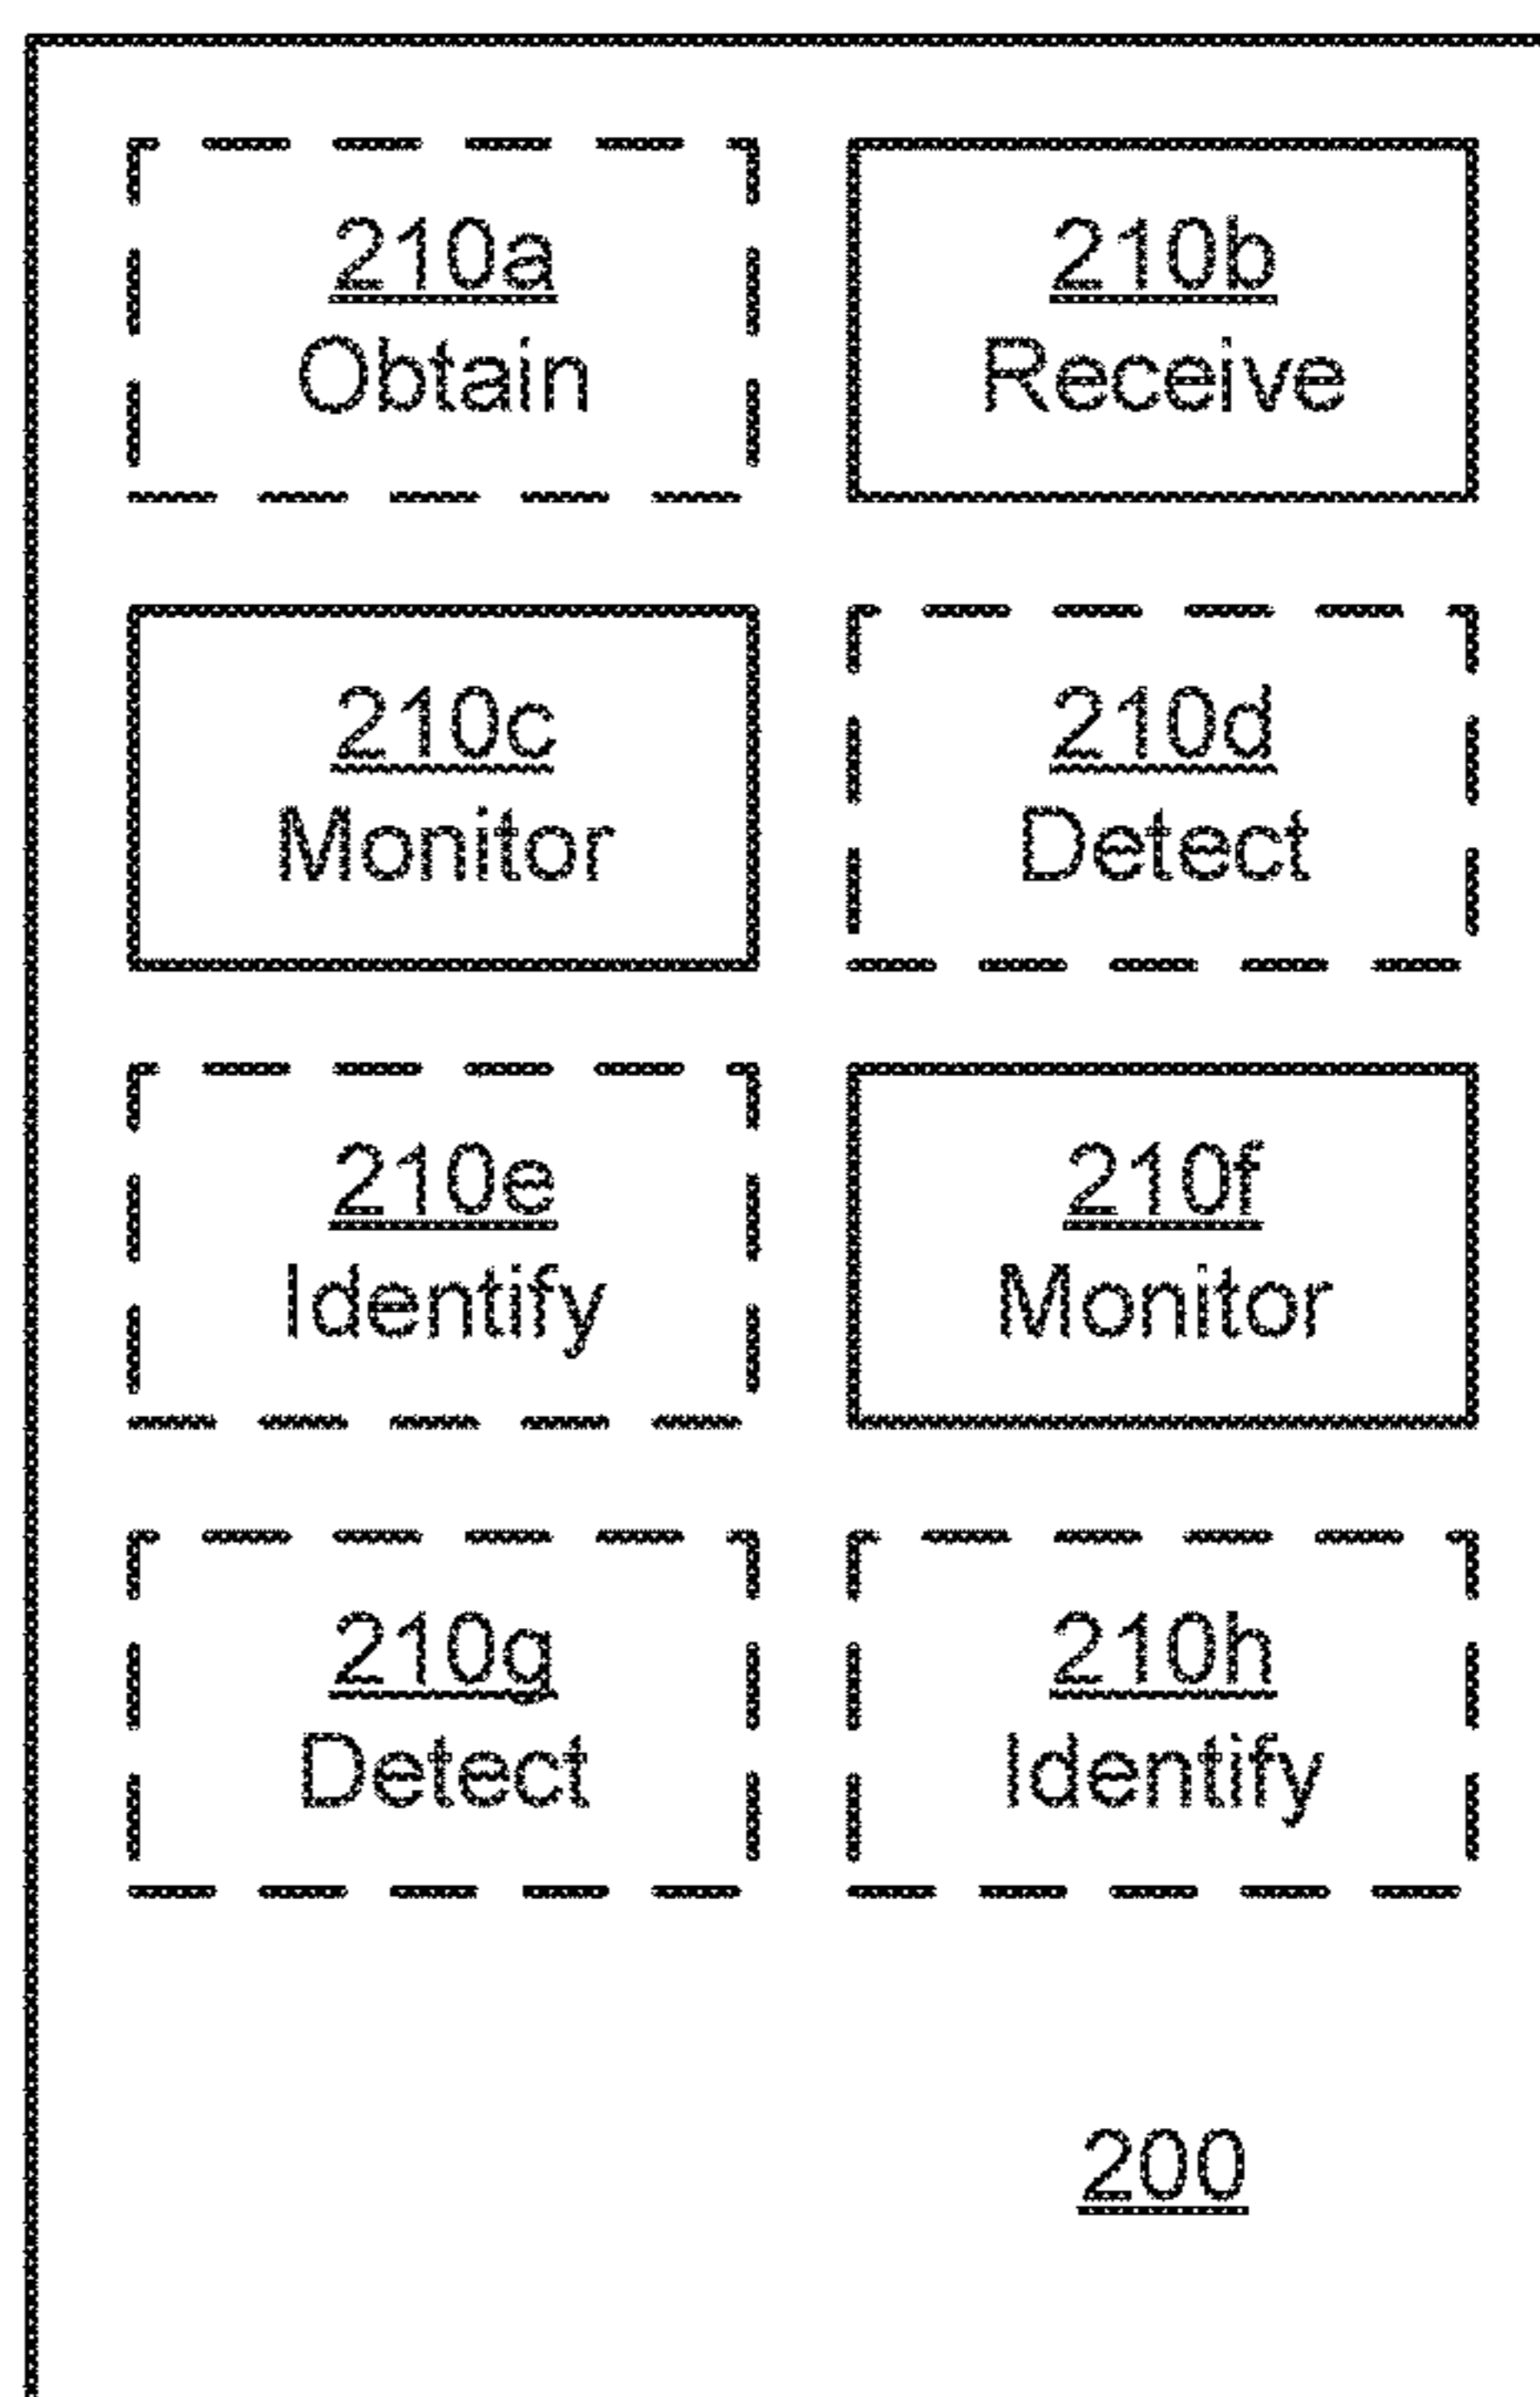 210a
Obtain
210b
Receive
210c
Monitor
210d
Detect
210e
Identify
210f
Monitor
210g
Detect
210h
Identify
200